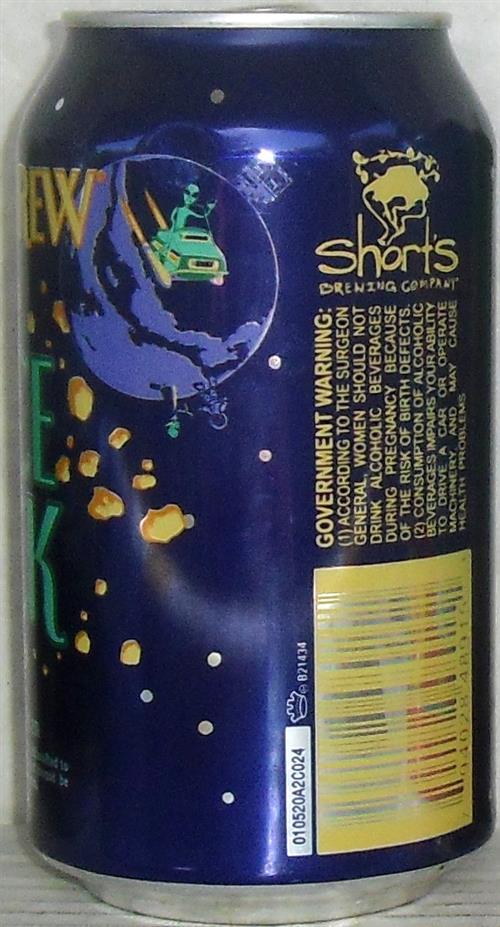 REW
E
K
Short's
BREWING COMPANY
GOVERNMENT WARNING:
(1) ACCORDING TO THE SURGEON
GENERAL, WOMEN SHOULD NOT
DRINK ALCOHOLIC BEVERAGES
DURING PREGNANCY BECAUSE
OF THE RISK OF BIRTH DEFECTS.
(2) CONSUMPTION OF ALCOHOLIC
BEVERAGES IMPAIRS YOUR ABILITY
TO DRIVE A CAR OR OPERATE
MACHINERY, AND MAY CAUSE
HEALTH PROBLEMS
B21434
010520A2C024